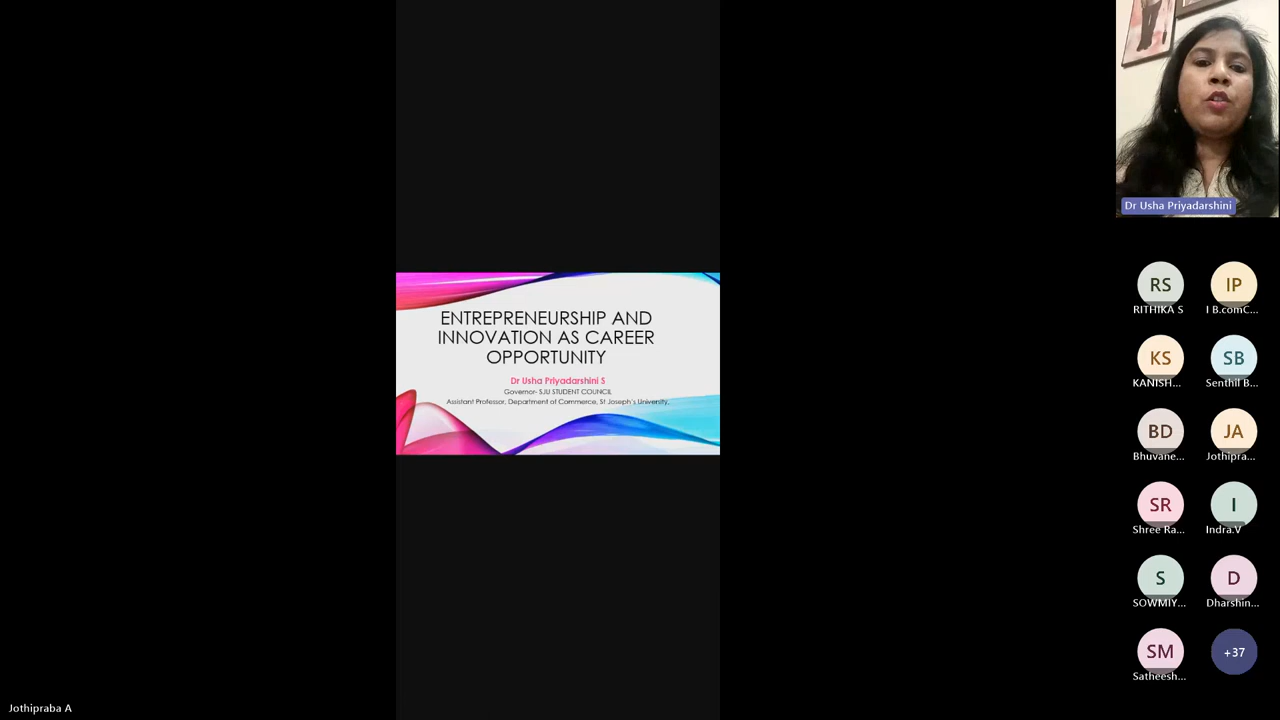 ENTREPRENEURSHIP AND
INNOVATION AS CAREER
OPPORTUNITY
Dr Usha Priyadarshini S
Governor- SJU STUDENT COUNCIL
Assistant Professor, Department of Commerce, St Joseph's University.
Dr Usha Priyadarshini
RS
RITHIKA S
IP
I B.comC...
KS
KANISH...
SB
Senthil B...
BD
Bhuvane...
JA
Jothipra...
SR
Shree Ra...
I
Indra.V
S
SOWMIY...
D
Dharshin...
SM
Satheesh...
+37
Jothipraba A